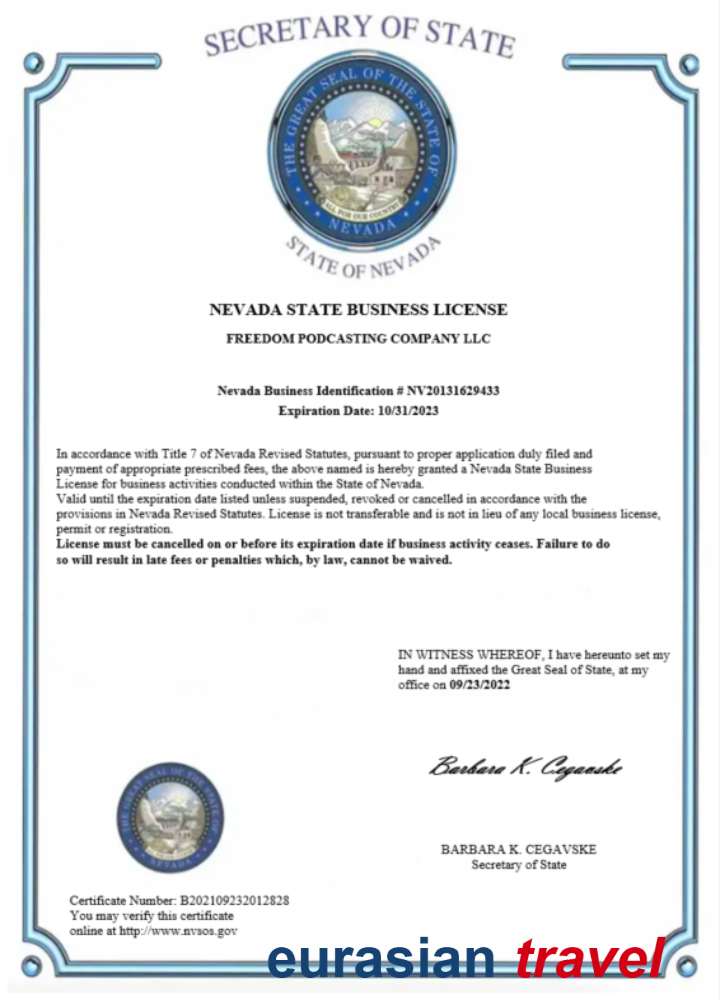 SECRETARY OF STATE
THE GREAT SEAL OF THE STATE OF
ALL FOR OUR COUNTRY
NEVADA
STATE OF NEVADA
NEVADA STATE BUSINESS LICENSE
FREEDOM PODCASTING COMPANY LLC
Nevada Business Identification # NV20131629433
Expiration Date: 10/31/2023
In accordance with Title 7 of Nevada Revised Statutes, pursuant to proper application duly filed and
payment of appropriate prescribed fees, the above named is hereby granted a Nevada State Business
License for business activities conducted within the State of Nevada.
Valid until the expiration date listed unless suspended, revoked or cancelled in accordance with the
provisions in Nevada Revised Statutes. License is not transferable and is not in lieu of any local business license,
permit or registration.
License must be cancelled on or before its expiration date if business activity ceases. Failure to do
so will result in late fees or penalties which, by law, cannot be waived.
IN WITNESS WHEREOF, I have hereunto set my
hand and affixed the Great Seal of State, at my
office on 09/23/2022
Barbara K. Cegavske
THE GREAT SEAL OF THE STATE OF
NEVADA
BARBARA K. CEGAVSKE
Secretary of State
Certificate Number: B202109232012828
You may verify this certificate
online at http://www.nvsos.gov
eurasian travel